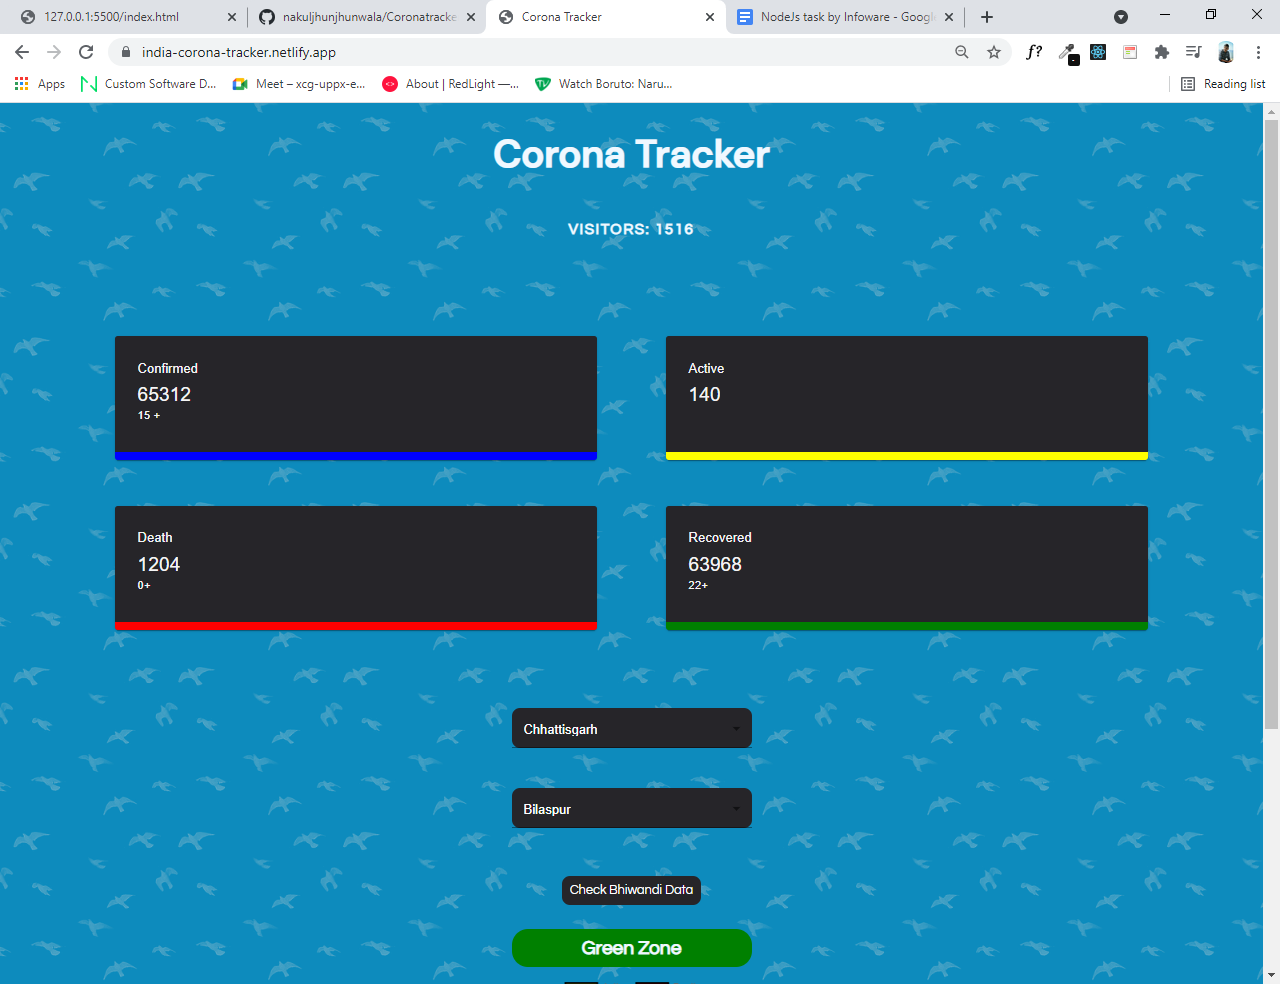 127.0.0.1:5500/index.html
nakuljhunjhunwala/Coronatracke
Corona Tracker
NodeJs task by Infoware - Googl
india-corona-tracker.netlify.app
f?
Apps
Custom Software D...
Meet – xcg-uppx-e...
About | RedLight —...
Watch Boruto: Naru...
Reading list
Corona Tracker
VISITORS: 1516
Confirmed
65312
15 +
Active
140
Death
1204
0+
Recovered
63968
22+
Chhattisgarh
Bilaspur
Check Bhiwandi Data
Green Zone